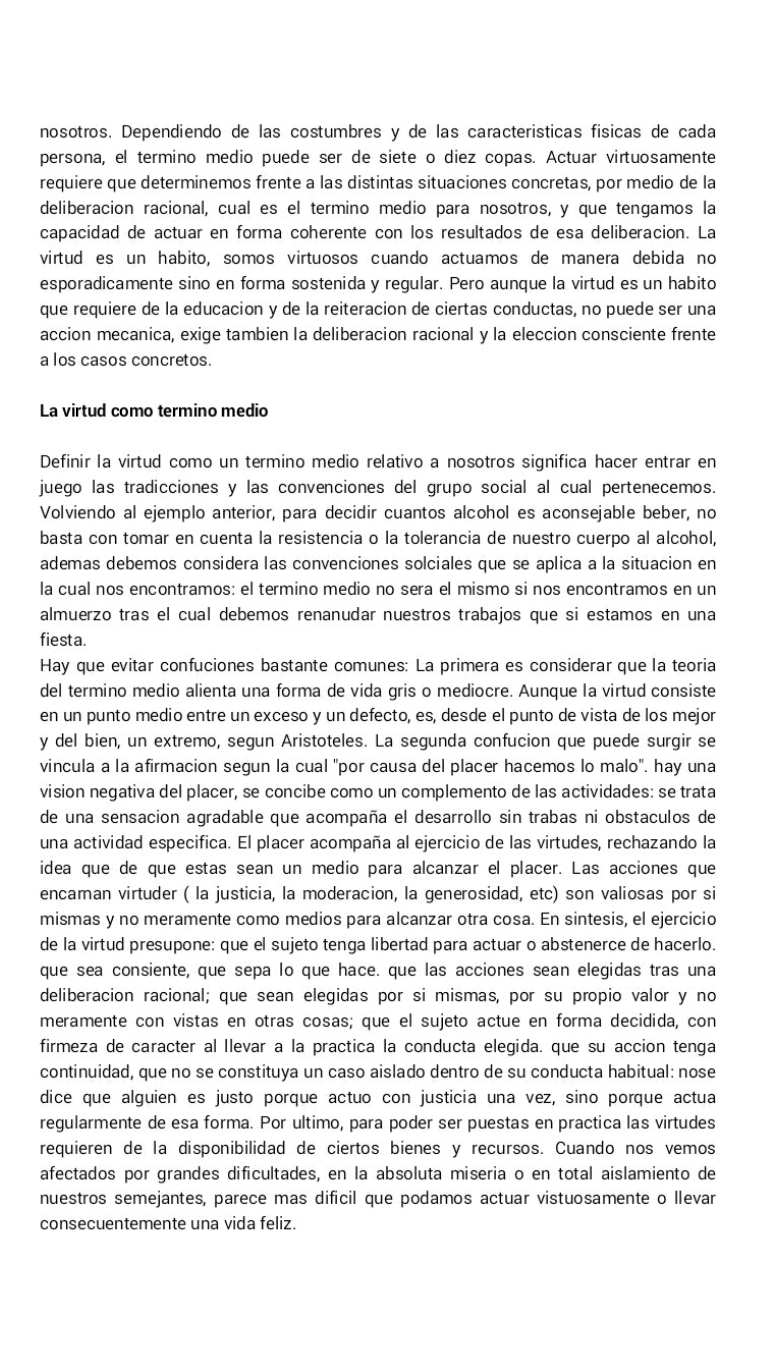 nosotros. Dependiendo de las costumbres y de las caracteristicas fisicas de cada
persona, el termino medio puede ser de siete o diez copas. Actuar virtuosamente
requiere que determinemos frente a las distintas situaciones concretas, por medio de la
deliberacion racional, cual es el termino medio para nosotros, y que tengamos la
capacidad de actuar en forma coherente con los resultados de esa deliberacion. La
virtud es un habito, somos virtuosos cuando actuamos de manera debida no
esporadicamente sino en forma sostenida y regular. Pero aunque la virtud es un habito
que requiere de la educacion y de la reiteracion de ciertas conductas, no puede ser una
accion mecanica, exige tambien la deliberacion racional y la eleccion consciente frente
a los casos concretos.
La virtud como termino medio
Definir la virtud como un termino medio relativo a nosotros significa hacer entrar en
juego las tradicciones y las convenciones del grupo social al cual pertenecemos.
Volviendo al ejemplo anterior, para decidir cuantos alcohol es aconsejable beber, no
basta con tomar en cuenta la resistencia o la tolerancia de nuestro cuerpo al alcohol,
ademas debemos considera las convenciones solciales que se aplica a la situacion en
la cual nos encontramos: el termino medio no sera el mismo si nos encontramos en un
almuerzo tras el cual debemos renanudar nuestros trabajos que si estamos en una
fiesta.
Hay que evitar confuciones bastante comunes: La primera es considerar que la teoria
del termino medio alienta una forma de vida gris o mediocre. Aunque la virtud consiste
en un punto medio entre un exceso y un defecto, es, desde el punto de vista de los mejor
y del bien, un extremo, segun Aristoteles. La segunda confucion que puede surgir se
vincula a la afirmacion segun la cual "por causa del placer hacemos lo malo". hay una
vision negativa del placer, se concibe como un complemento de las actividades: se trata
de una sensacion agradable que acompaña el desarrollo sin trabas ni obstaculos de
una actividad especifica. El placer acompaña al ejercicio de las virtudes, rechazando la
idea que de que estas sean un medio para alcanzar el placer. Las acciones que
encarnan virtuder ( la justicia, la moderacion, la generosidad, etc) son valiosas por si
mismas y no meramente como medios para alcanzar otra cosa. En sintesis, el ejercicio
de la virtud presupone: que el sujeto tenga libertad para actuar o abstenerce de hacerlo.
que sea consiente, que sepa lo que hace. que las acciones sean elegidas tras una
deliberacion racional; que sean elegidas por si mismas, por su propio valor y no
meramente con vistas en otras cosas; que el sujeto actue en forma decidida, con
firmeza de caracter al llevar a la practica la conducta elegida. que su accion tenga
continuidad, que no se constituya un caso aislado dentro de su conducta habitual: nose
dice que alguien es justo porque actuo con justicia una vez, sino porque actua
regularmente de esa forma. Por ultimo, para poder ser puestas en practica las virtudes
requieren de la disponibilidad de ciertos bienes y recursos. Cuando nos vemos
afectados por grandes dificultades, en la absoluta miseria o en total aislamiento de
nuestros semejantes, parece mas dificil que podamos actuar vistuosamente o llevar
consecuentemente una vida feliz.